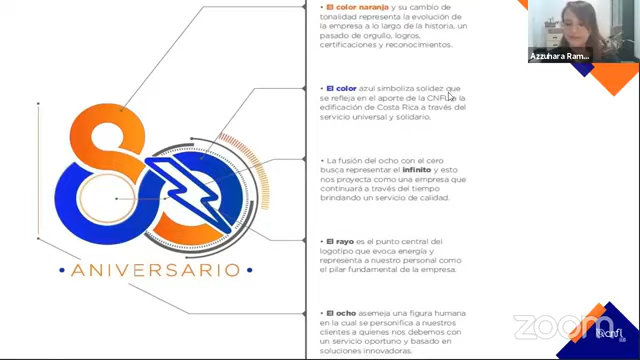 • El color naranja y su cambio de
tonalidad representa la evolución de
la empresa a lo largo de la historia, un
pasado de orgullo, logros,
certificaciones y reconocimientos.
• El color azul simboliza solidez que
se refleja en el aporte de la CNFL a la
edificación de Costa Rica a través del
servicio universal y solidario.
• La fusión del ocho con el cero
busca representar el infinito y esto
nos proyecta como una empresa que
continuará a través del tiempo
brindando un servicio de calidad.
• El rayo es el punto central del
logotipo que evoca energía y
representa a nuestro personal como
el pilar fundamental de la empresa.
• El ocho asemeja una figura humana
en la cual se personifica a nuestros
clientes a quienes nos debemos con
un servicio oportuno y basado en
soluciones innovadoras.
80
• ANIVERSARIO •
Azzuhara Ram...
zoom
cnfl